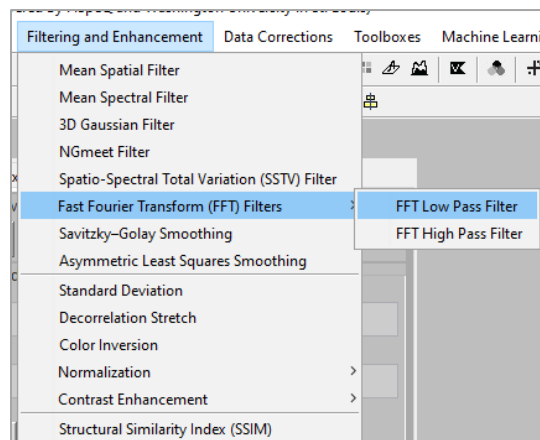 Filtering and Enhancement Data Corrections Toolboxes Machine Learni
Mean Spatial Filter
Mean Spectral Filter
3D Gaussian Filter
NGmeet Filter
Spatio-Spectral Total Variation (SSTV) Filter
Fast Fourier Transform (FFT) Filters
FFT Low Pass Filter
FFT High Pass Filter
Savitzky–Golay Smoothing
Asymmetric Least Squares Smoothing
Standard Deviation
Decorrelation Stretch
Color Inversion
Normalization
Contrast Enhancement
Structural Similarity Index (SSIM)